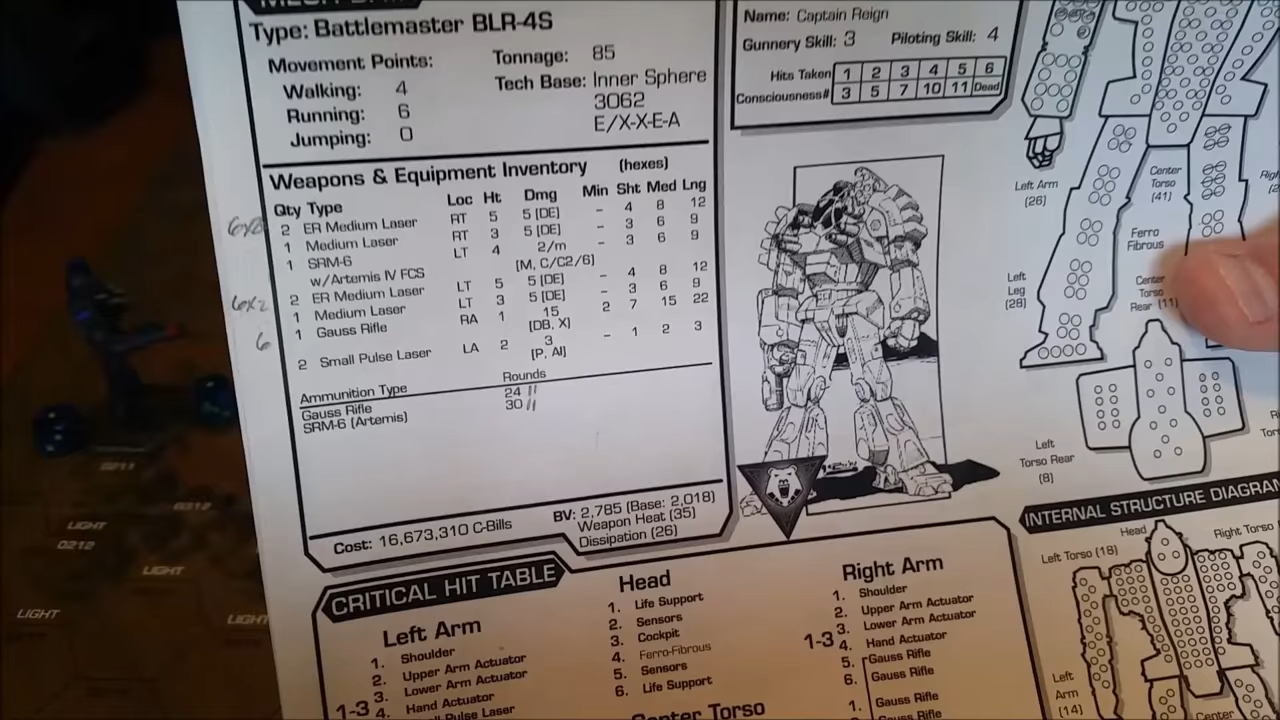 Type: Battlemaster BLR-4S
Movement Points:
Walking: 4
Running: 6
Jumping: 0
Tonnage: 85
Tech Base: Inner Sphere
3062
E/X-X-E-A
Weapons & Equipment Inventory (hexes)
Qty Type Loc Ht Dmg Min Sht Med Lng
2 ER Medium Laser RT 5 5 [DE] – 4 8 12
1 Medium Laser RT 3 5 [DE] – 3 6 9
1 SRM-6 LT 4 2/m – 3 6 9
w/Artemis IV FCS [M, C/C2/6]
2 ER Medium Laser LT 5 5 [DE] – 4 8 12
1 Medium Laser LT 3 5 [DE] – 3 6 9
1 Gauss Rifle RA 1 15 2 7 15 22
[DB, X]
2 Small Pulse Laser LA 2 3 – 1 2 3
[P, AI]
6x2
6
Ammunition Type Rounds
Gauss Rifle 24
SRM-6 (Artemis) 30
Cost: 16,673,310 C-Bills
BV: 2,785 (Base: 2,018)
Weapon Heat (35)
Dissipation (26)
Name: Captain Reign
Gunnery Skill: 3 Piloting Skill: 4
Hits Taken 1 2 3 4 5 6
Consciousness# 3 5 7 10 11 Dead
Left Arm
(26)
Center
Torso
(41)
Ferro
Fibrous
Left
Leg
(28)
Center
Torso
Rear (11)
Left
Torso Rear
(8)
INTERNAL STRUCTURE DIAGRAM
Head
Left Torso (18)
Right Torso
Left
Arm
(14)
Center
CRITICAL HIT TABLE
Left Arm
1. Shoulder
2. Upper Arm Actuator
1-3 3. Lower Arm Actuator
4. Hand Actuator
Pulse Laser
Head
1. Life Support
2. Sensors
3. Cockpit
4. Ferro-Fibrous
5. Sensors
6. Life Support
Center Torso
Right Arm
1. Shoulder
2. Upper Arm Actuator
1-3 3. Lower Arm Actuator
4. Hand Actuator
5. Gauss Rifle
6. Gauss Rifle
1. Gauss Rifle
2. Gauss Rifle
0211
0212
LIGHT
0212
LIGHT
LIGHT
LIGHT